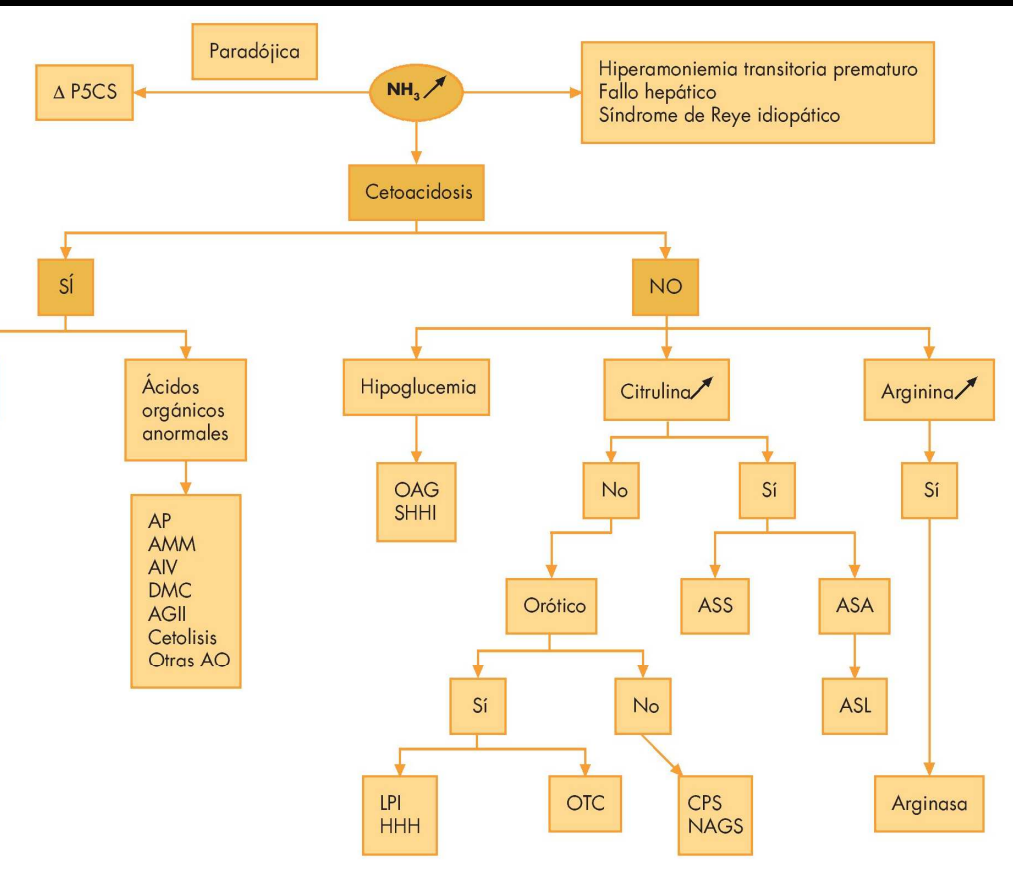 Paradójica
Δ P5CS
NH₃
Hiperamoniemia transitoria prematuro
Fallo hepático
Síndrome de Reye idiopático
Cetoacidosis
SÍ
NO
Ácidos
orgánicos
anormales
Hipoglucemia
Citrulina
Arginina
OAG
SHHI
No
Sí
Sí
AP
AMM
AIV
DMC
AGII
Cetolisis
Otras AO
Orótico
ASS
ASA
Sí
No
ASL
LPI
HHH
OTC
CPS
NAGS
Arginasa